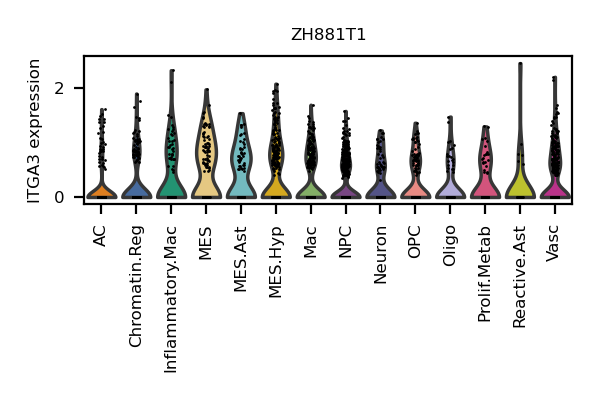 ZH881T1
ITGA3 expression
2
0
AC
Chromatin.Reg
Inflammatory.Mac
MES
MES.Ast
MES.Hyp
Mac
NPC
Neuron
OPC
Oligo
Prolif.Metab
Reactive.Ast
Vasc